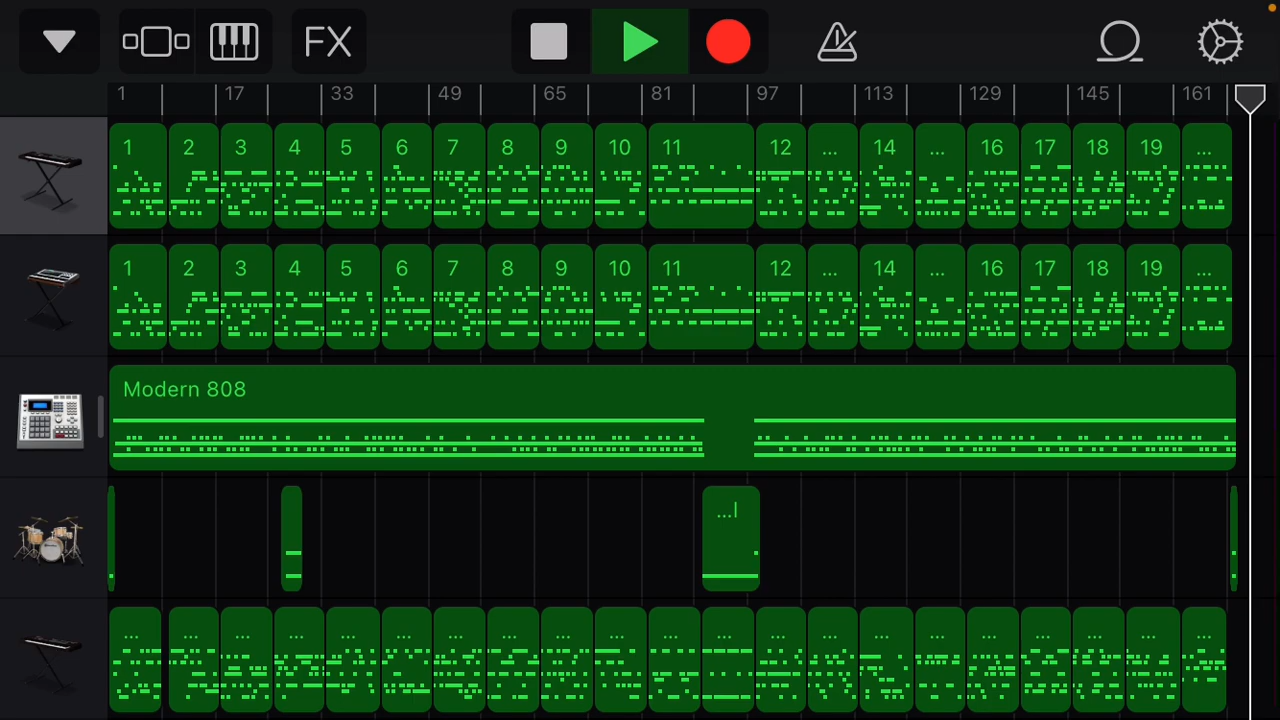 FX
1 17 33 49 65 81 97 113 129 145 161
1 2 3 4 5 6 7 8 9 10 11 12 ... 14 ... 16 17 18 19 ...
1 2 3 4 5 6 7 8 9 10 11 12 ... 14 ... 16 17 18 19 ...
Modern 808
...l
... ... ... ... ... ... ... ... ... ... ... ... ... ... ... ... ... ... ... ... ...